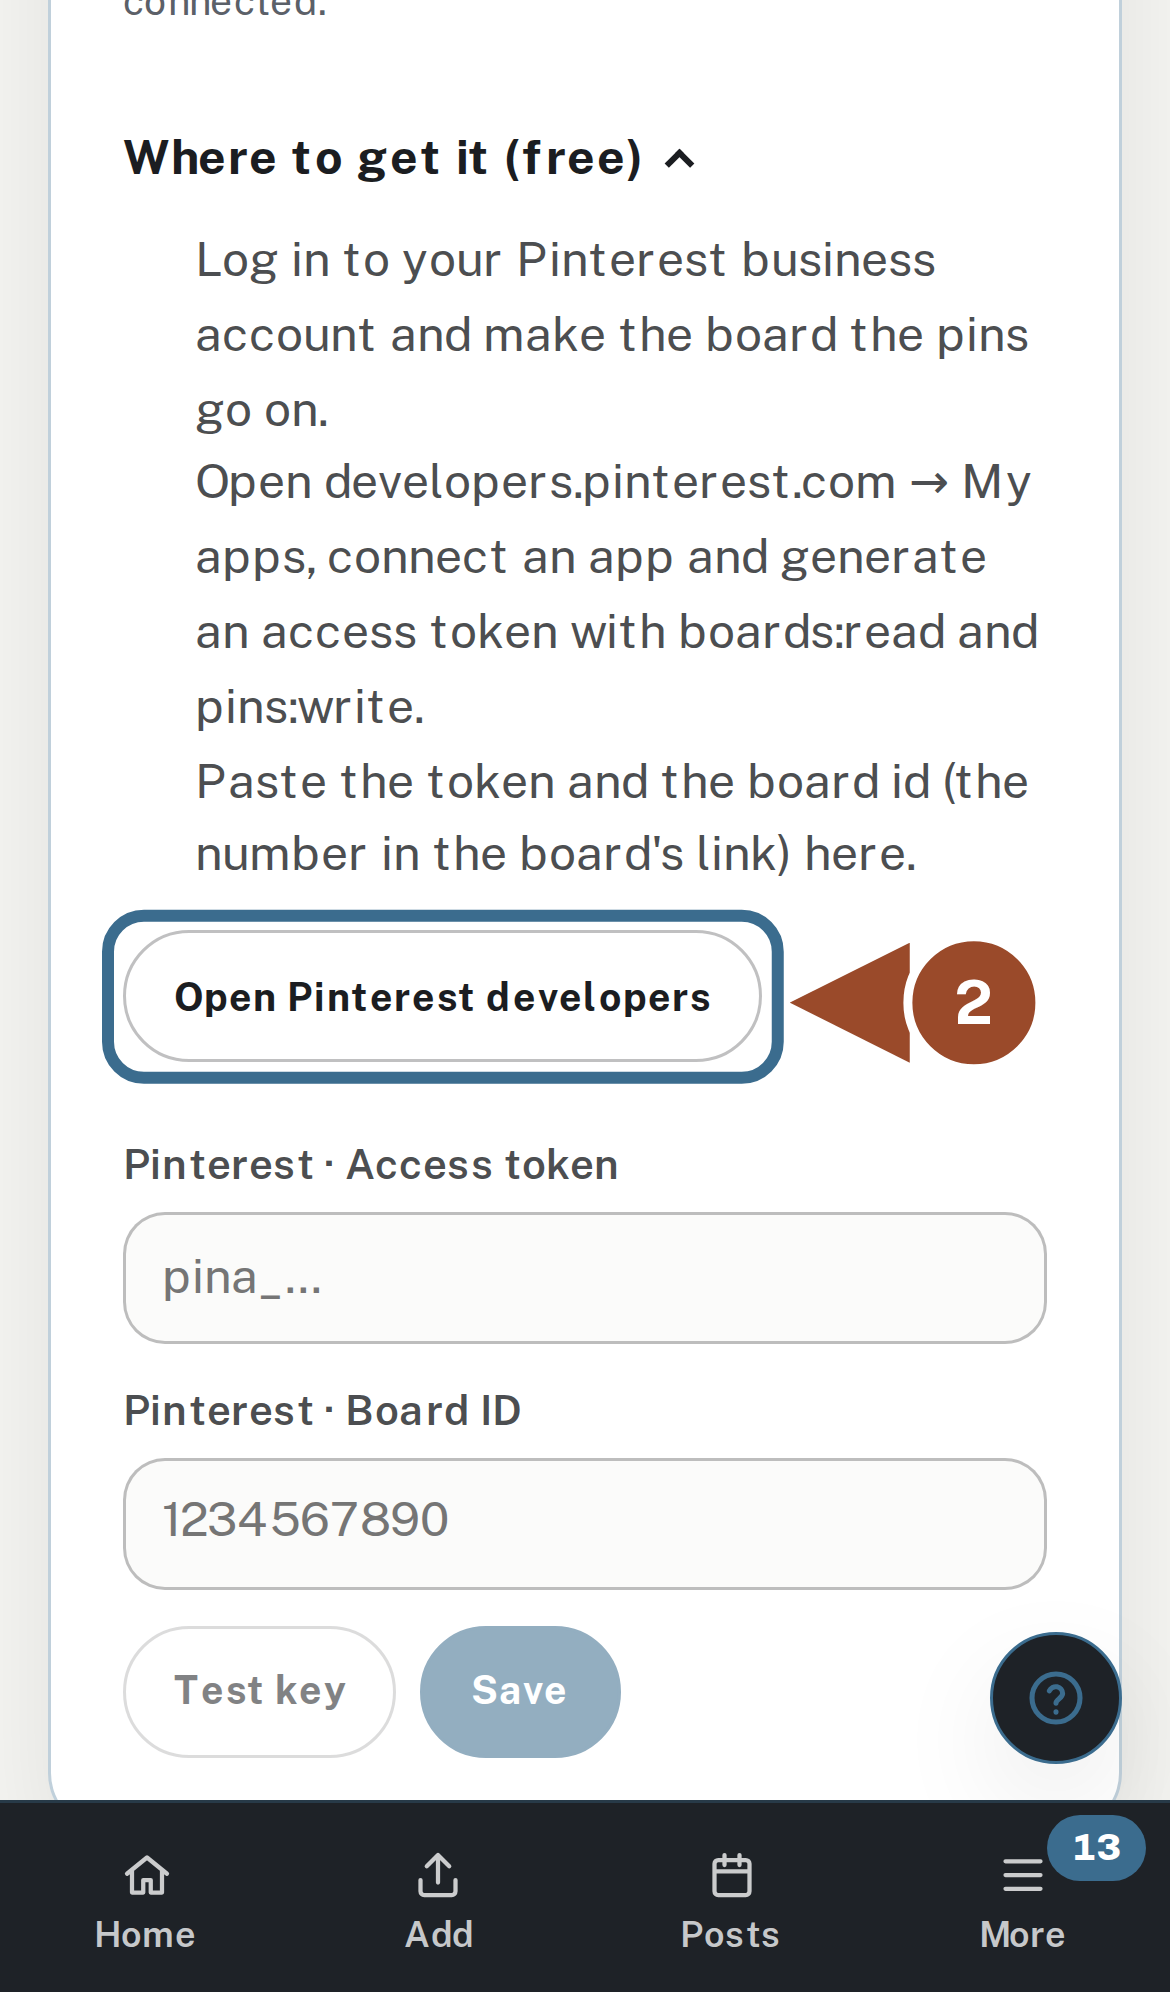 connected.
Where to get it (free)
Log in to your Pinterest business
account and make the board the pins
go on.
Open developers.pinterest.com → My
apps, connect an app and generate
an access token with boards:read and
pins:write.
Paste the token and the board id (the
number in the board's link) here.
Open Pinterest developers
2
Pinterest · Access token
pina_...
Pinterest · Board ID
1234567890
Test key
Save
?
13
Home
Add
Posts
More